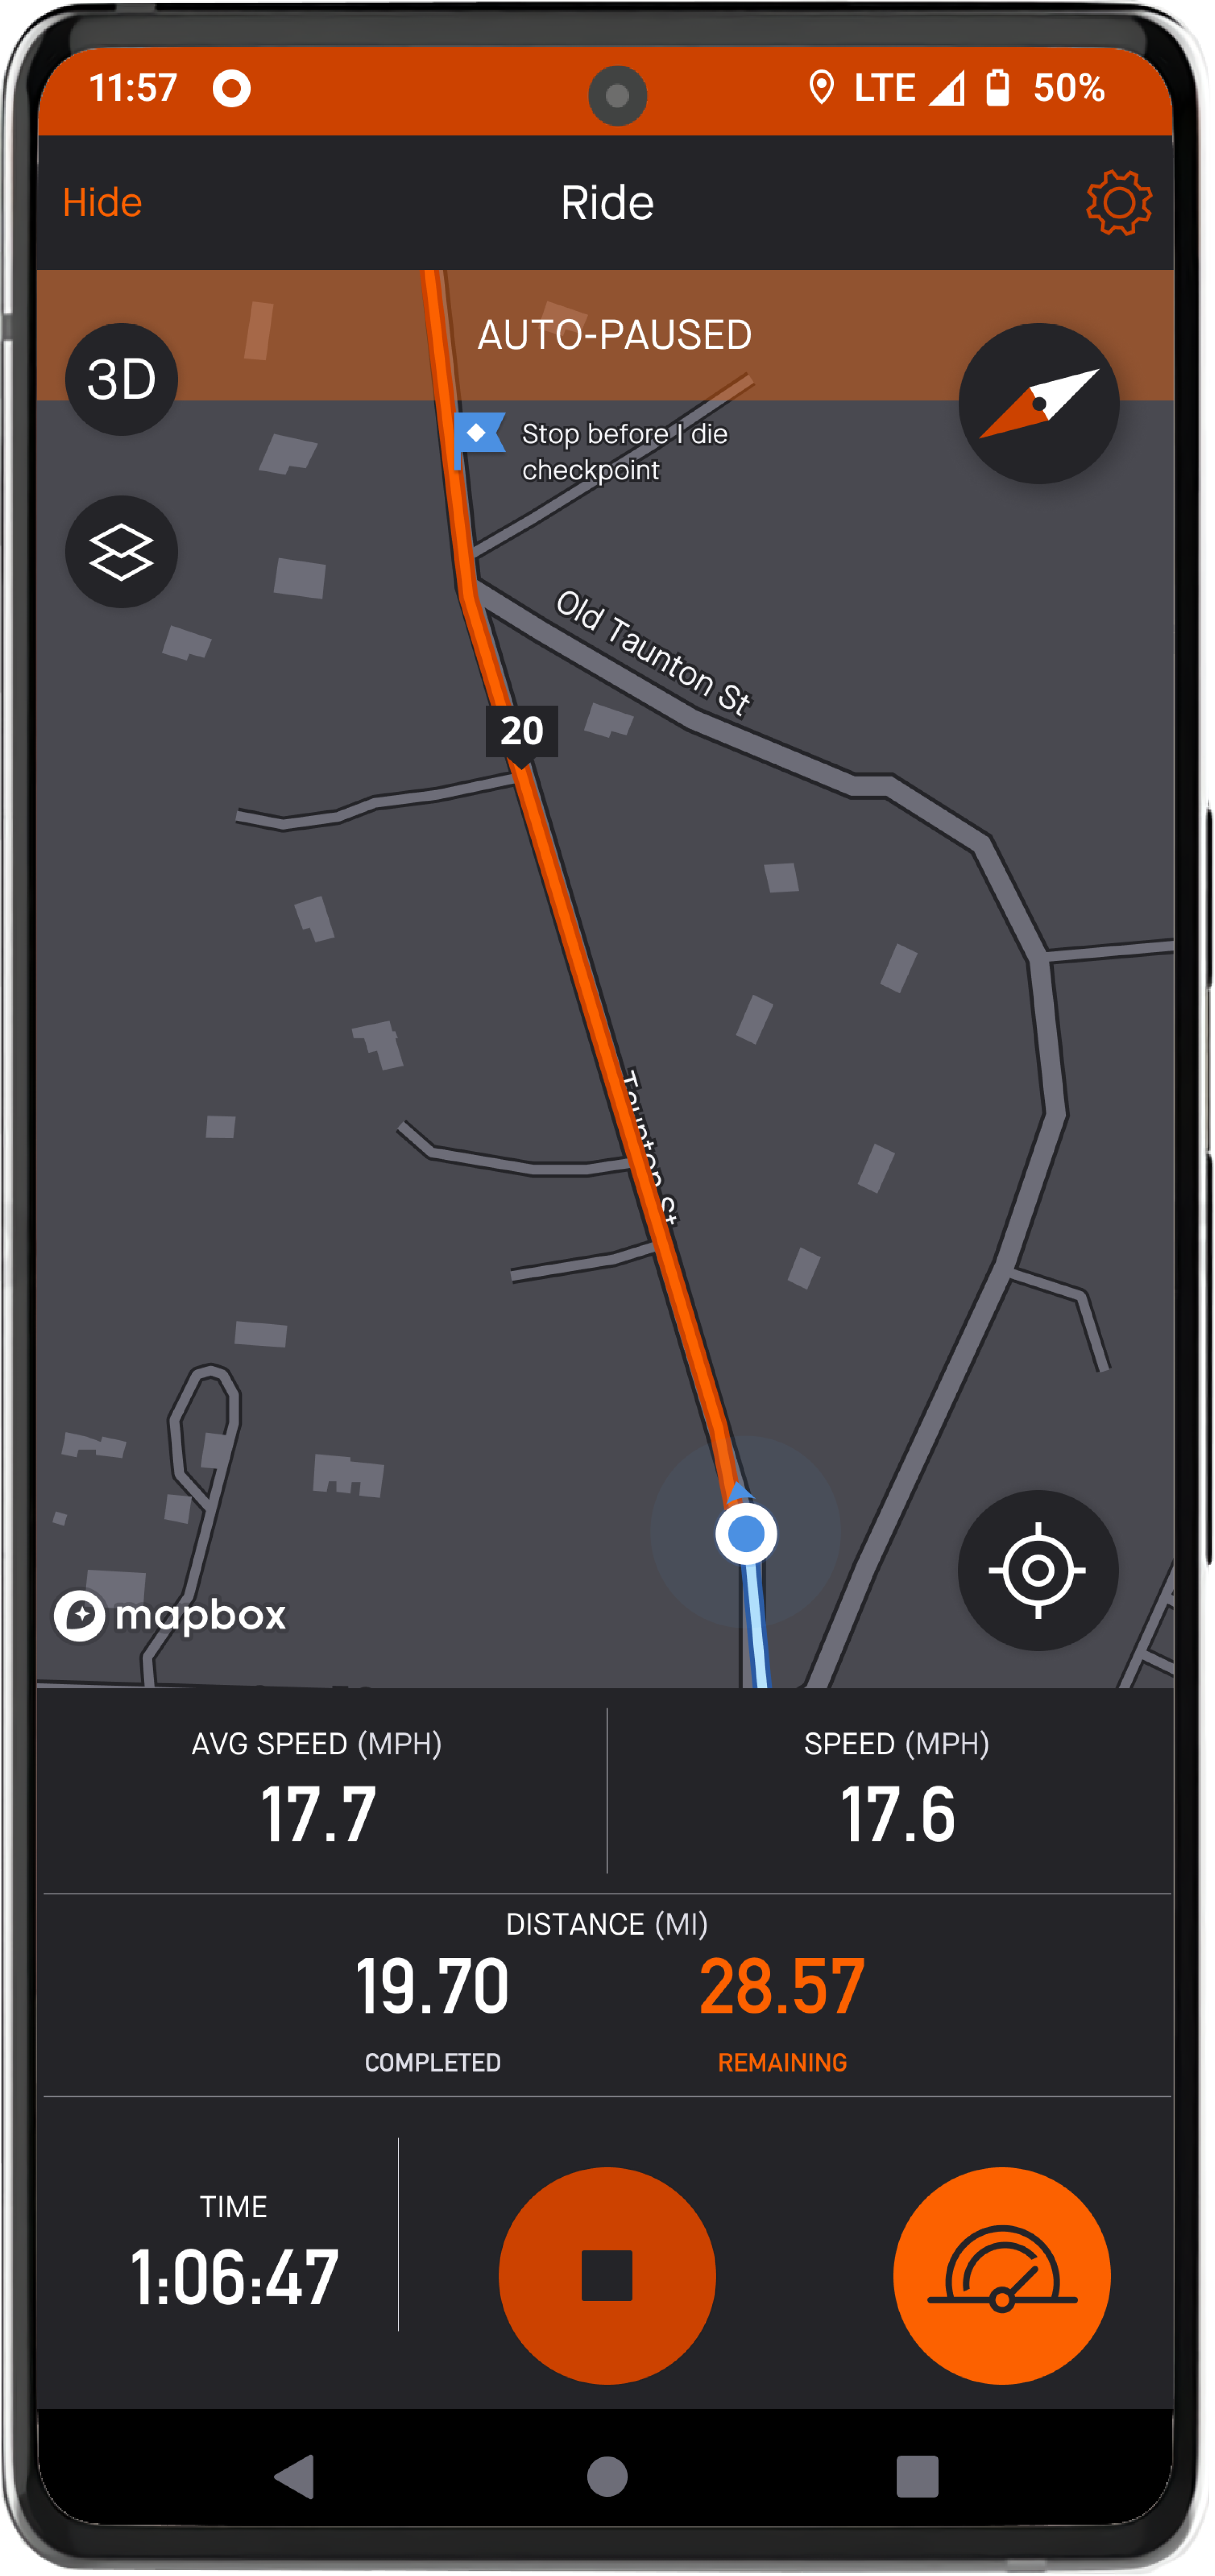 11:57 LTE 50%
Hide Ride
AUTO-PAUSED
3D
Stop before I die
checkpoint
Old Taunton St
20
Taunton St
mapbox
AVG SPEED (MPH) SPEED (MPH)
17.7 17.6
DISTANCE (MI)
19.70 28.57
COMPLETED REMAINING
TIME
1:06:47